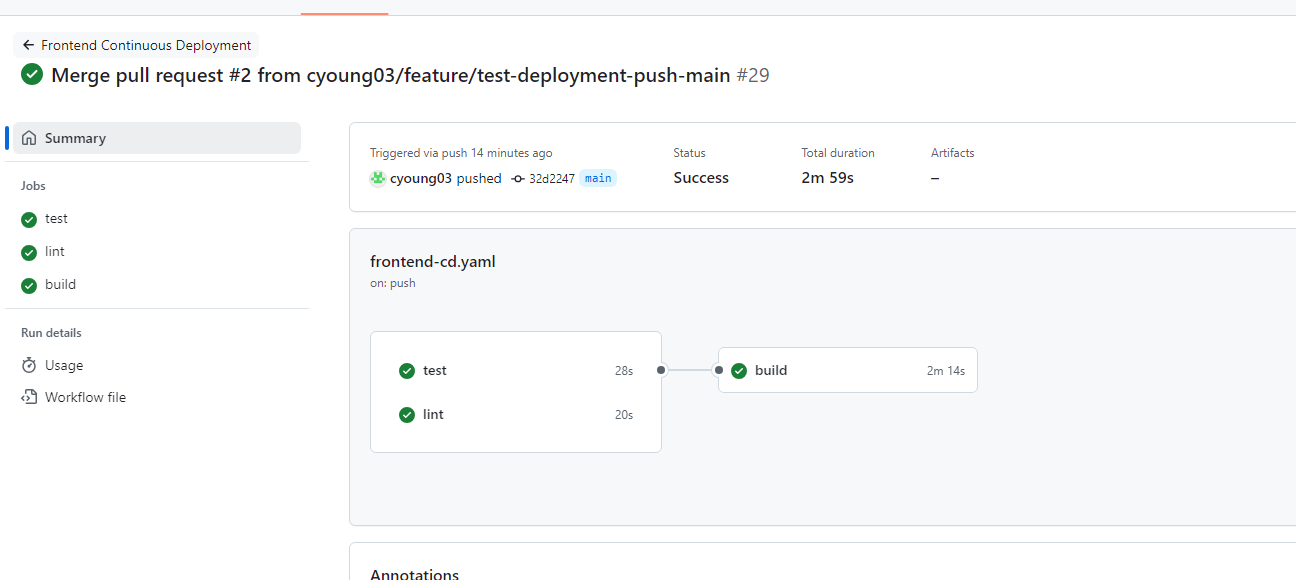 Frontend Continuous Deployment
Merge pull request #2 from cyoung03/feature/test-deployment-push-main #29
Summary
Jobs
test
lint
build
Run details
Usage
Workflow file
Triggered via push 14 minutes ago
cyoung03 pushed 32d2247 main
Status
Success
Total duration
2m 59s
Artifacts
–
frontend-cd.yaml
on: push
test 28s
lint 20s
build 2m 14s
Annotations